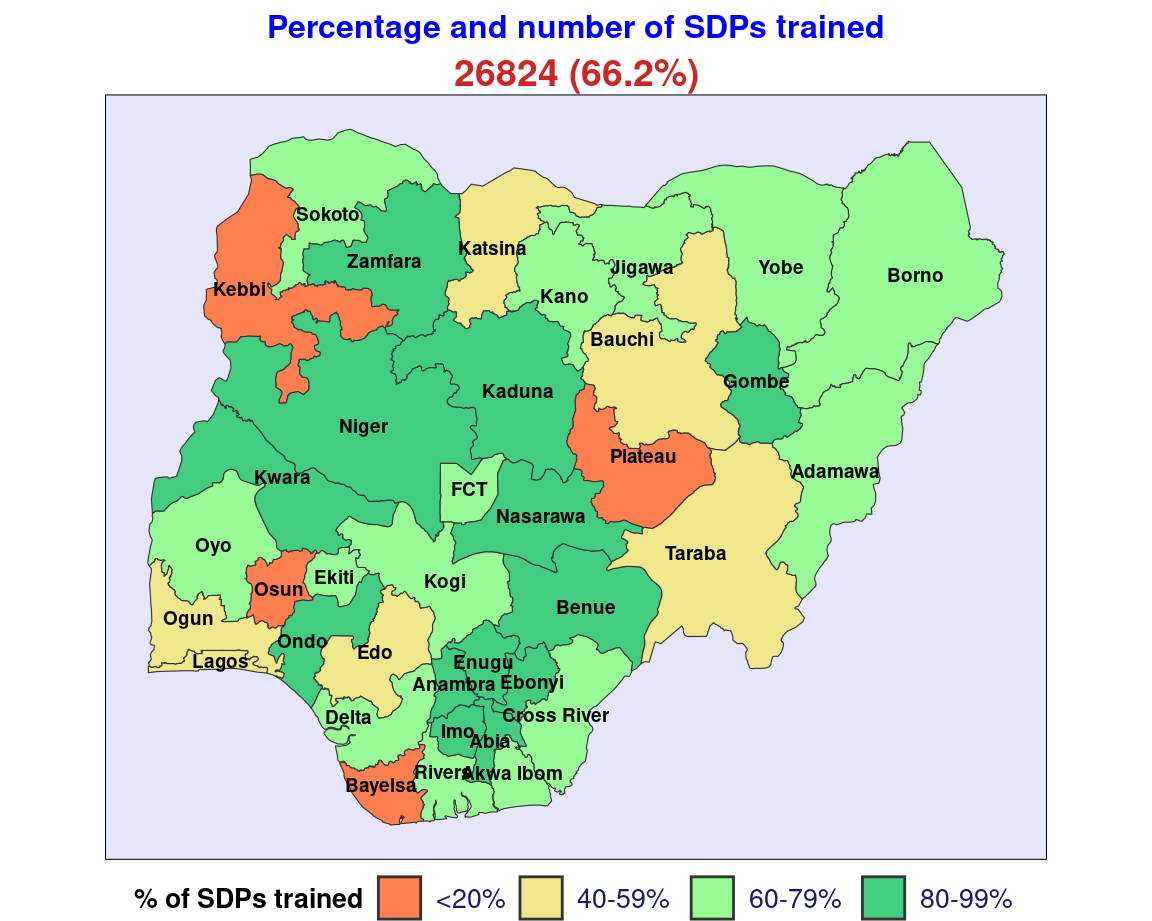 Percentage and number of SDPs trained
26824 (66.2%)
Sokoto
Katsina
Zamfara
Jigawa
Yobe
Borno
Kebbi
Kano
Bauchi
Gombe
Kaduna
Niger
Plateau
Adamawa
Kwara
FCT
Nasarawa
Oyo
Taraba
Ekiti
Kogi
Osun
Benue
Ogun
Ondo
Edo
Lagos
Enugu
Anambra
Ebonyi
Delta
Cross River
Imo
Abia
Rivers
Akwa Ibom
Bayelsa
% of SDPs trained <20% 40-59% 60-79% 80-99%